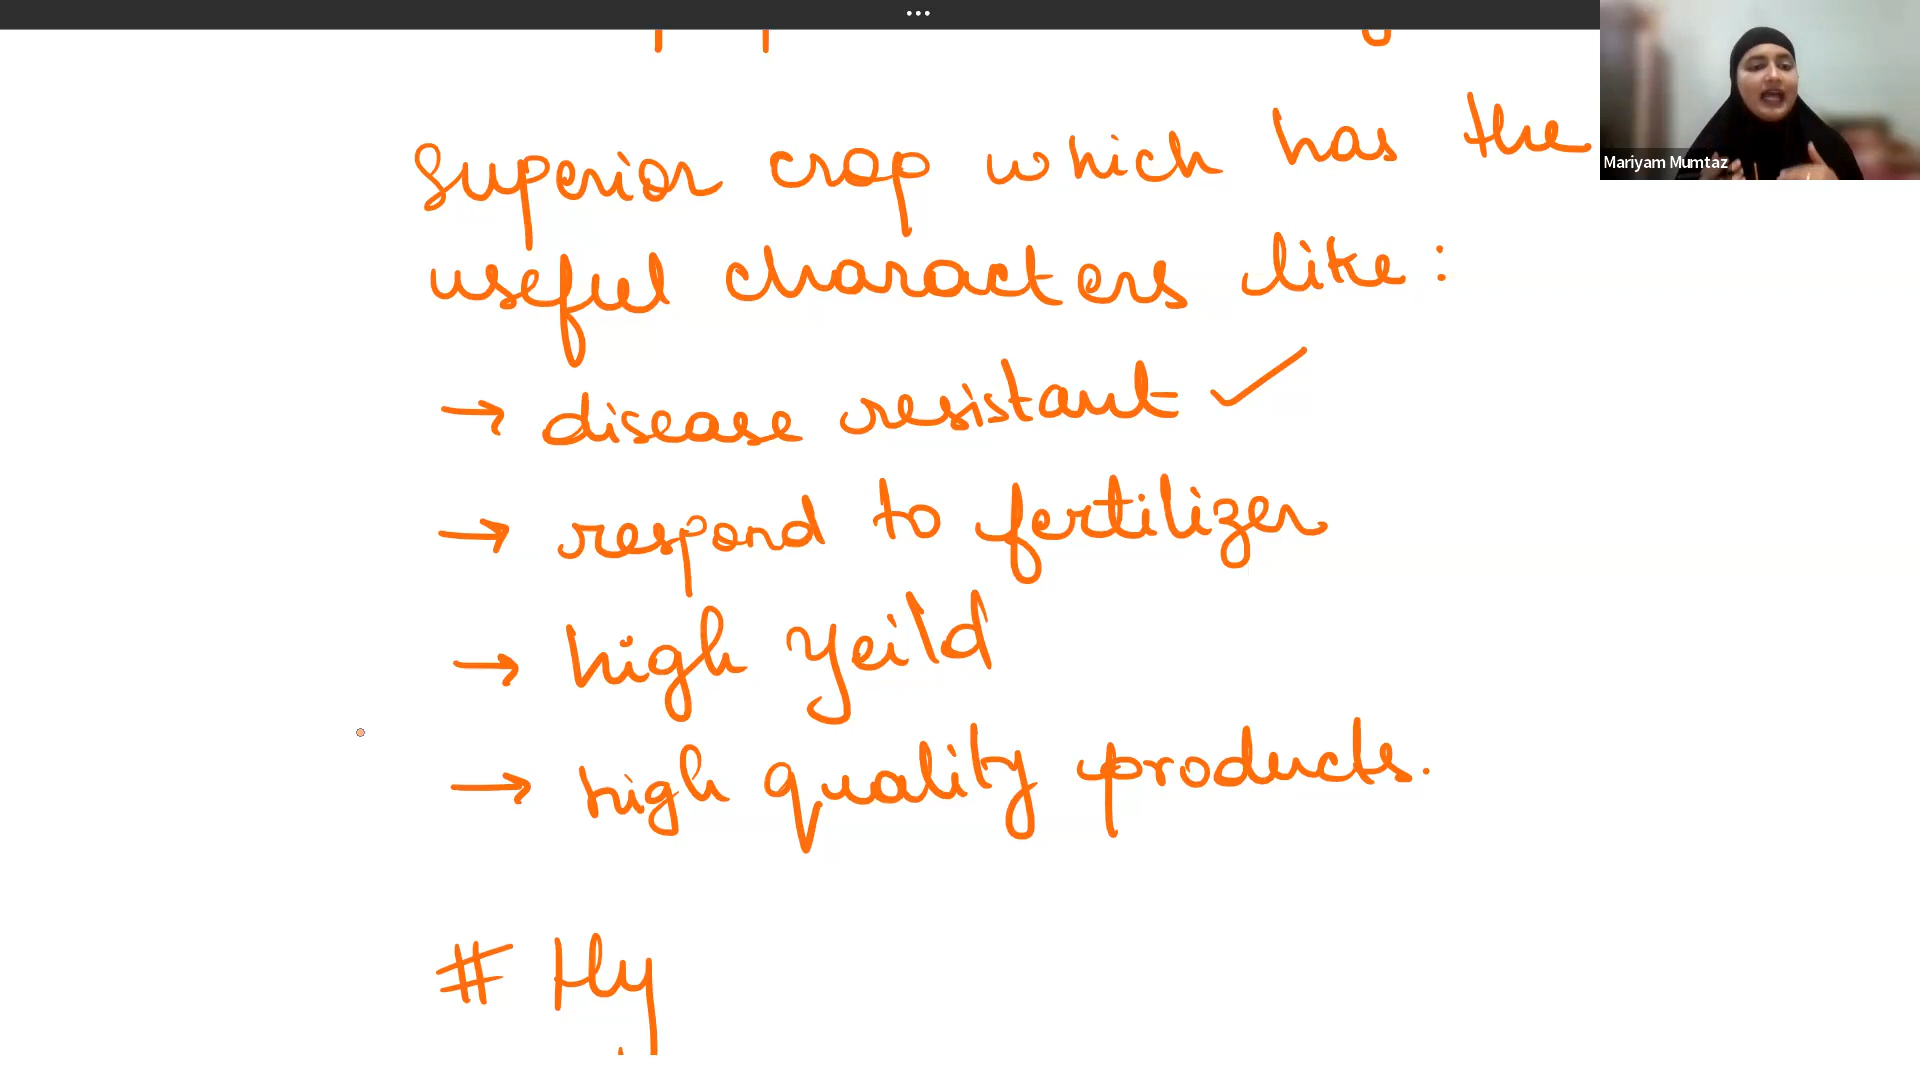 Superior crop which has the
Mariyam Mumtaz
useful characters like :
→ disease resistant ✓
→ respond to fertilizer
→ high yeild
→ high quality products.
# Hy